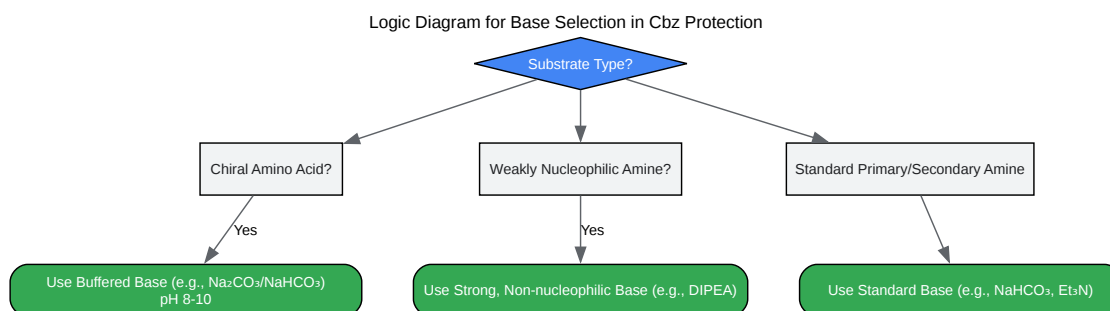 Logic Diagram for Base Selection in Cbz Protection
Substrate Type?
Chiral Amino Acid?
Weakly Nucleophilic Amine?
Standard Primary/Secondary Amine
Yes
Yes
Use Buffered Base (e.g., Na₂CO₃/NaHCO₃)
pH 8-10
Use Strong, Non-nucleophilic Base (e.g., DIPEA)
Use Standard Base (e.g., NaHCO₃, Et₃N)